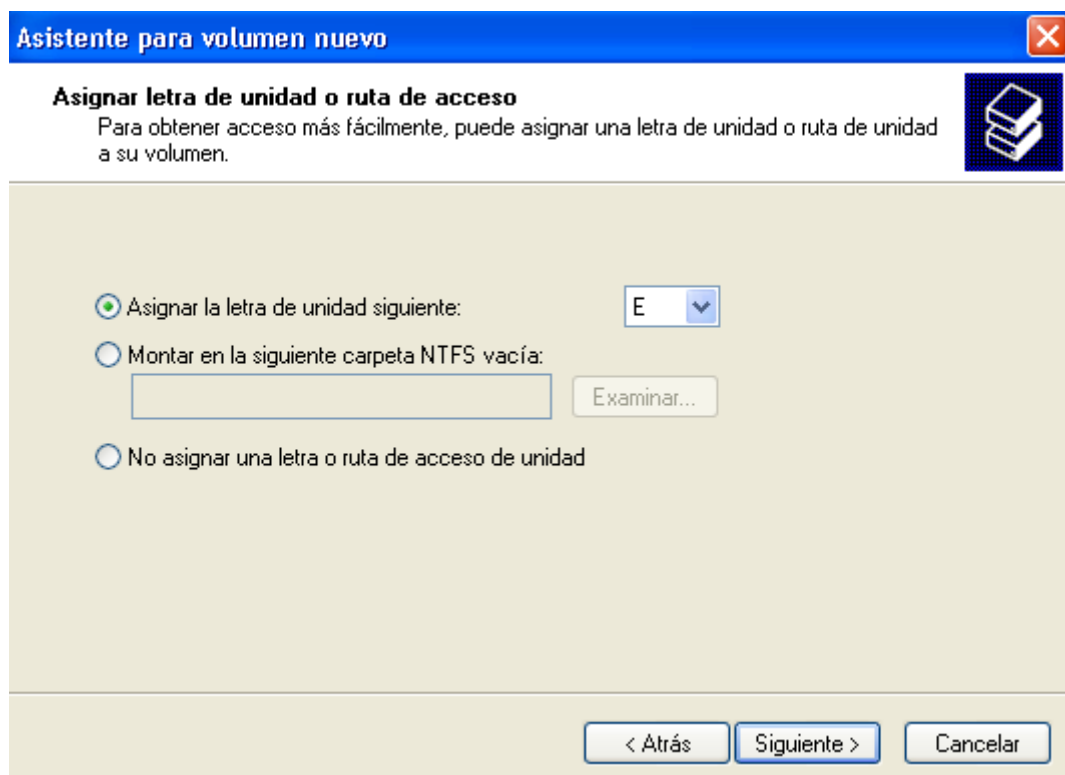 Asistente para volumen nuevo
Asignar letra de unidad o ruta de acceso
Para obtener acceso más fácilmente, puede asignar una letra de unidad o ruta de unidad
a su volumen.
Asignar la letra de unidad siguiente: E
Montar en la siguiente carpeta NTFS vacía:
Examinar...
No asignar una letra o ruta de acceso de unidad
< Atrás Siguiente > Cancelar